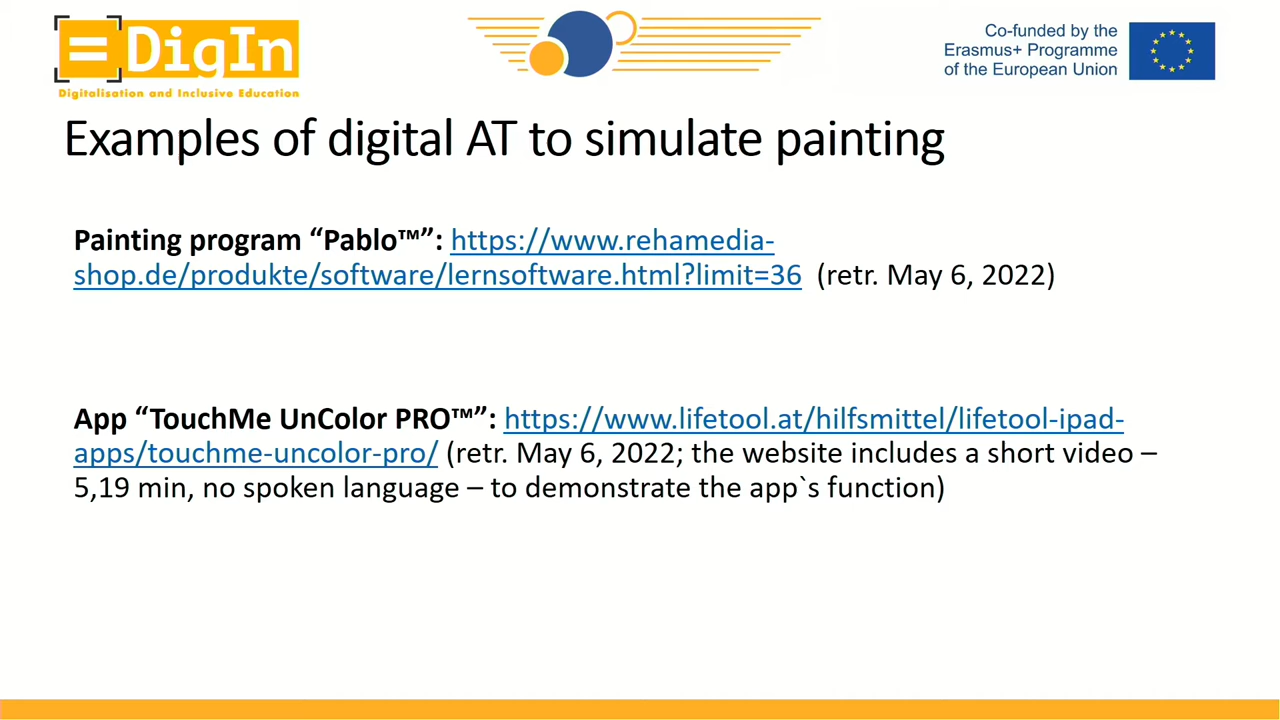 =DigIn
Digitalisation and Inclusive Education
Co-funded by the
Erasmus+ Programme
of the European Union
Examples of digital AT to simulate painting
Painting program “Pablo™”: https://www.rehamedia-
shop.de/produkte/software/lernsoftware.html?limit=36 (retr. May 6, 2022)
App “TouchMe UnColor PRO™”: https://www.lifetool.at/hilfsmittel/lifetool-ipad-
apps/touchme-uncolor-pro/ (retr. May 6, 2022; the website includes a short video –
5,19 min, no spoken language – to demonstrate the app`s function)